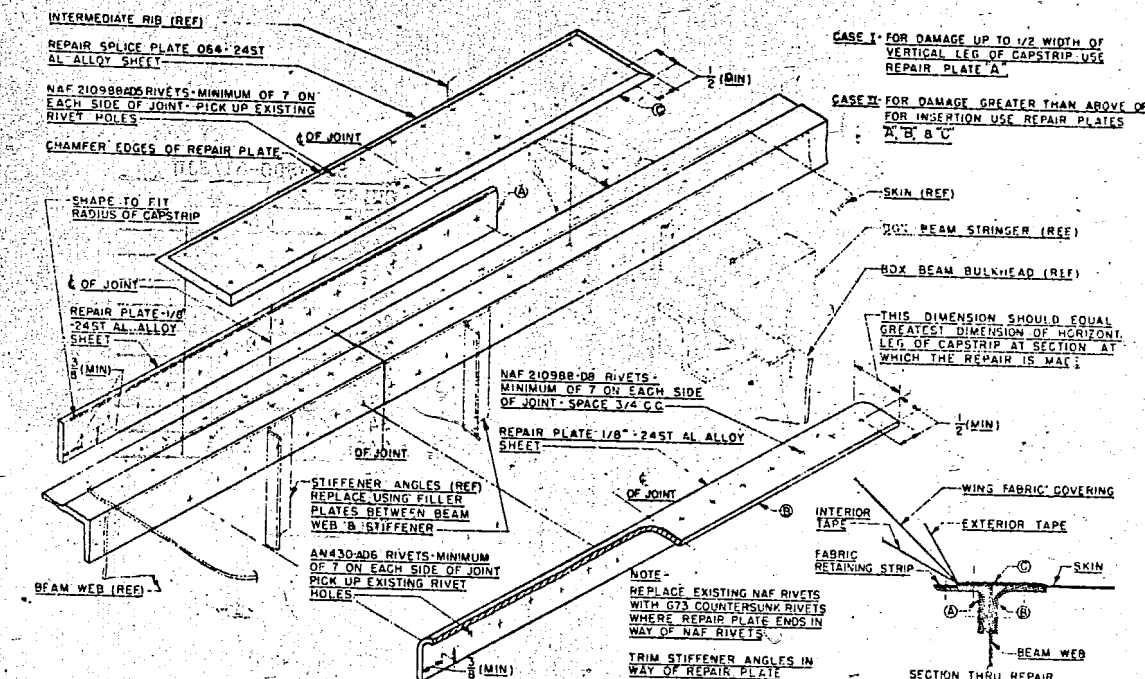 INTERMEDIATE RIB (REF)
REPAIR SPLICE PLATE 064-24ST
AL ALLOY SHEET
NAF 210988AD5 RIVETS-MINIMUM OF 7 ON
EACH SIDE OF JOINT-PICK UP EXISTING
RIVET HOLES
℄ OF JOINT
CHAMFER EDGES OF REPAIR PLATE
SHAPE TO FIT
RADIUS OF CAPSTRIP
℄ OF JOINT
REPAIR PLATE-1/8"
-24ST AL. ALLOY
SHEET
3/8 (MIN)
1/2 (MIN)
C
A
CASE I- FOR DAMAGE UP TO 1/2 WIDTH OF
VERTICAL LEG OF CAPSTRIP USE
REPAIR PLATE "A"
CASE II- FOR DAMAGE GREATER THAN ABOVE OR
FOR INSERTION USE REPAIR PLATES
"A", "B", & "C"
SKIN (REF)
BEAM STRINGER (REF)
BOX BEAM BULKHEAD (REF)
THIS DIMENSION SHOULD EQUAL
GREATEST DIMENSION OF HORIZONT.
LEG OF CAPSTRIP AT SECTION AT
WHICH THE REPAIR IS
NAF 210988-D8 RIVETS-
MINIMUM OF 7 ON EACH SIDE
OF JOINT-SPACE 3/4 C.C
REPAIR PLATE 1/8"-24ST AL ALLOY
SHEET
1/2 (MIN)
OF JOINT
℄
OF JOINT
B
STIFFENER ANGLES (REF)
REPLACE USING FILLER
PLATES BETWEEN BEAM
WEB & STIFFENER
AN430-AD6 RIVETS-MINIMUM
OF 7 ON EACH SIDE OF JOINT
PICK UP EXISTING RIVET
HOLES
BEAM WEB (REF)
3/8 (MIN)
NOTE-
REPLACE EXISTING NAF RIVETS
WITH G73 COUNTERSUNK RIVETS
WHERE REPAIR PLATE ENDS IN
WAY OF NAF RIVETS
TRIM STIFFENER ANGLES IN
WAY OF REPAIR PLATE
WING FABRIC COVERING
INTERIOR
TAPE
EXTERIOR TAPE
FABRIC
RETAINING STRIP
C
SKIN
A
B
BEAM WEB
SECTION THRU REPAIR